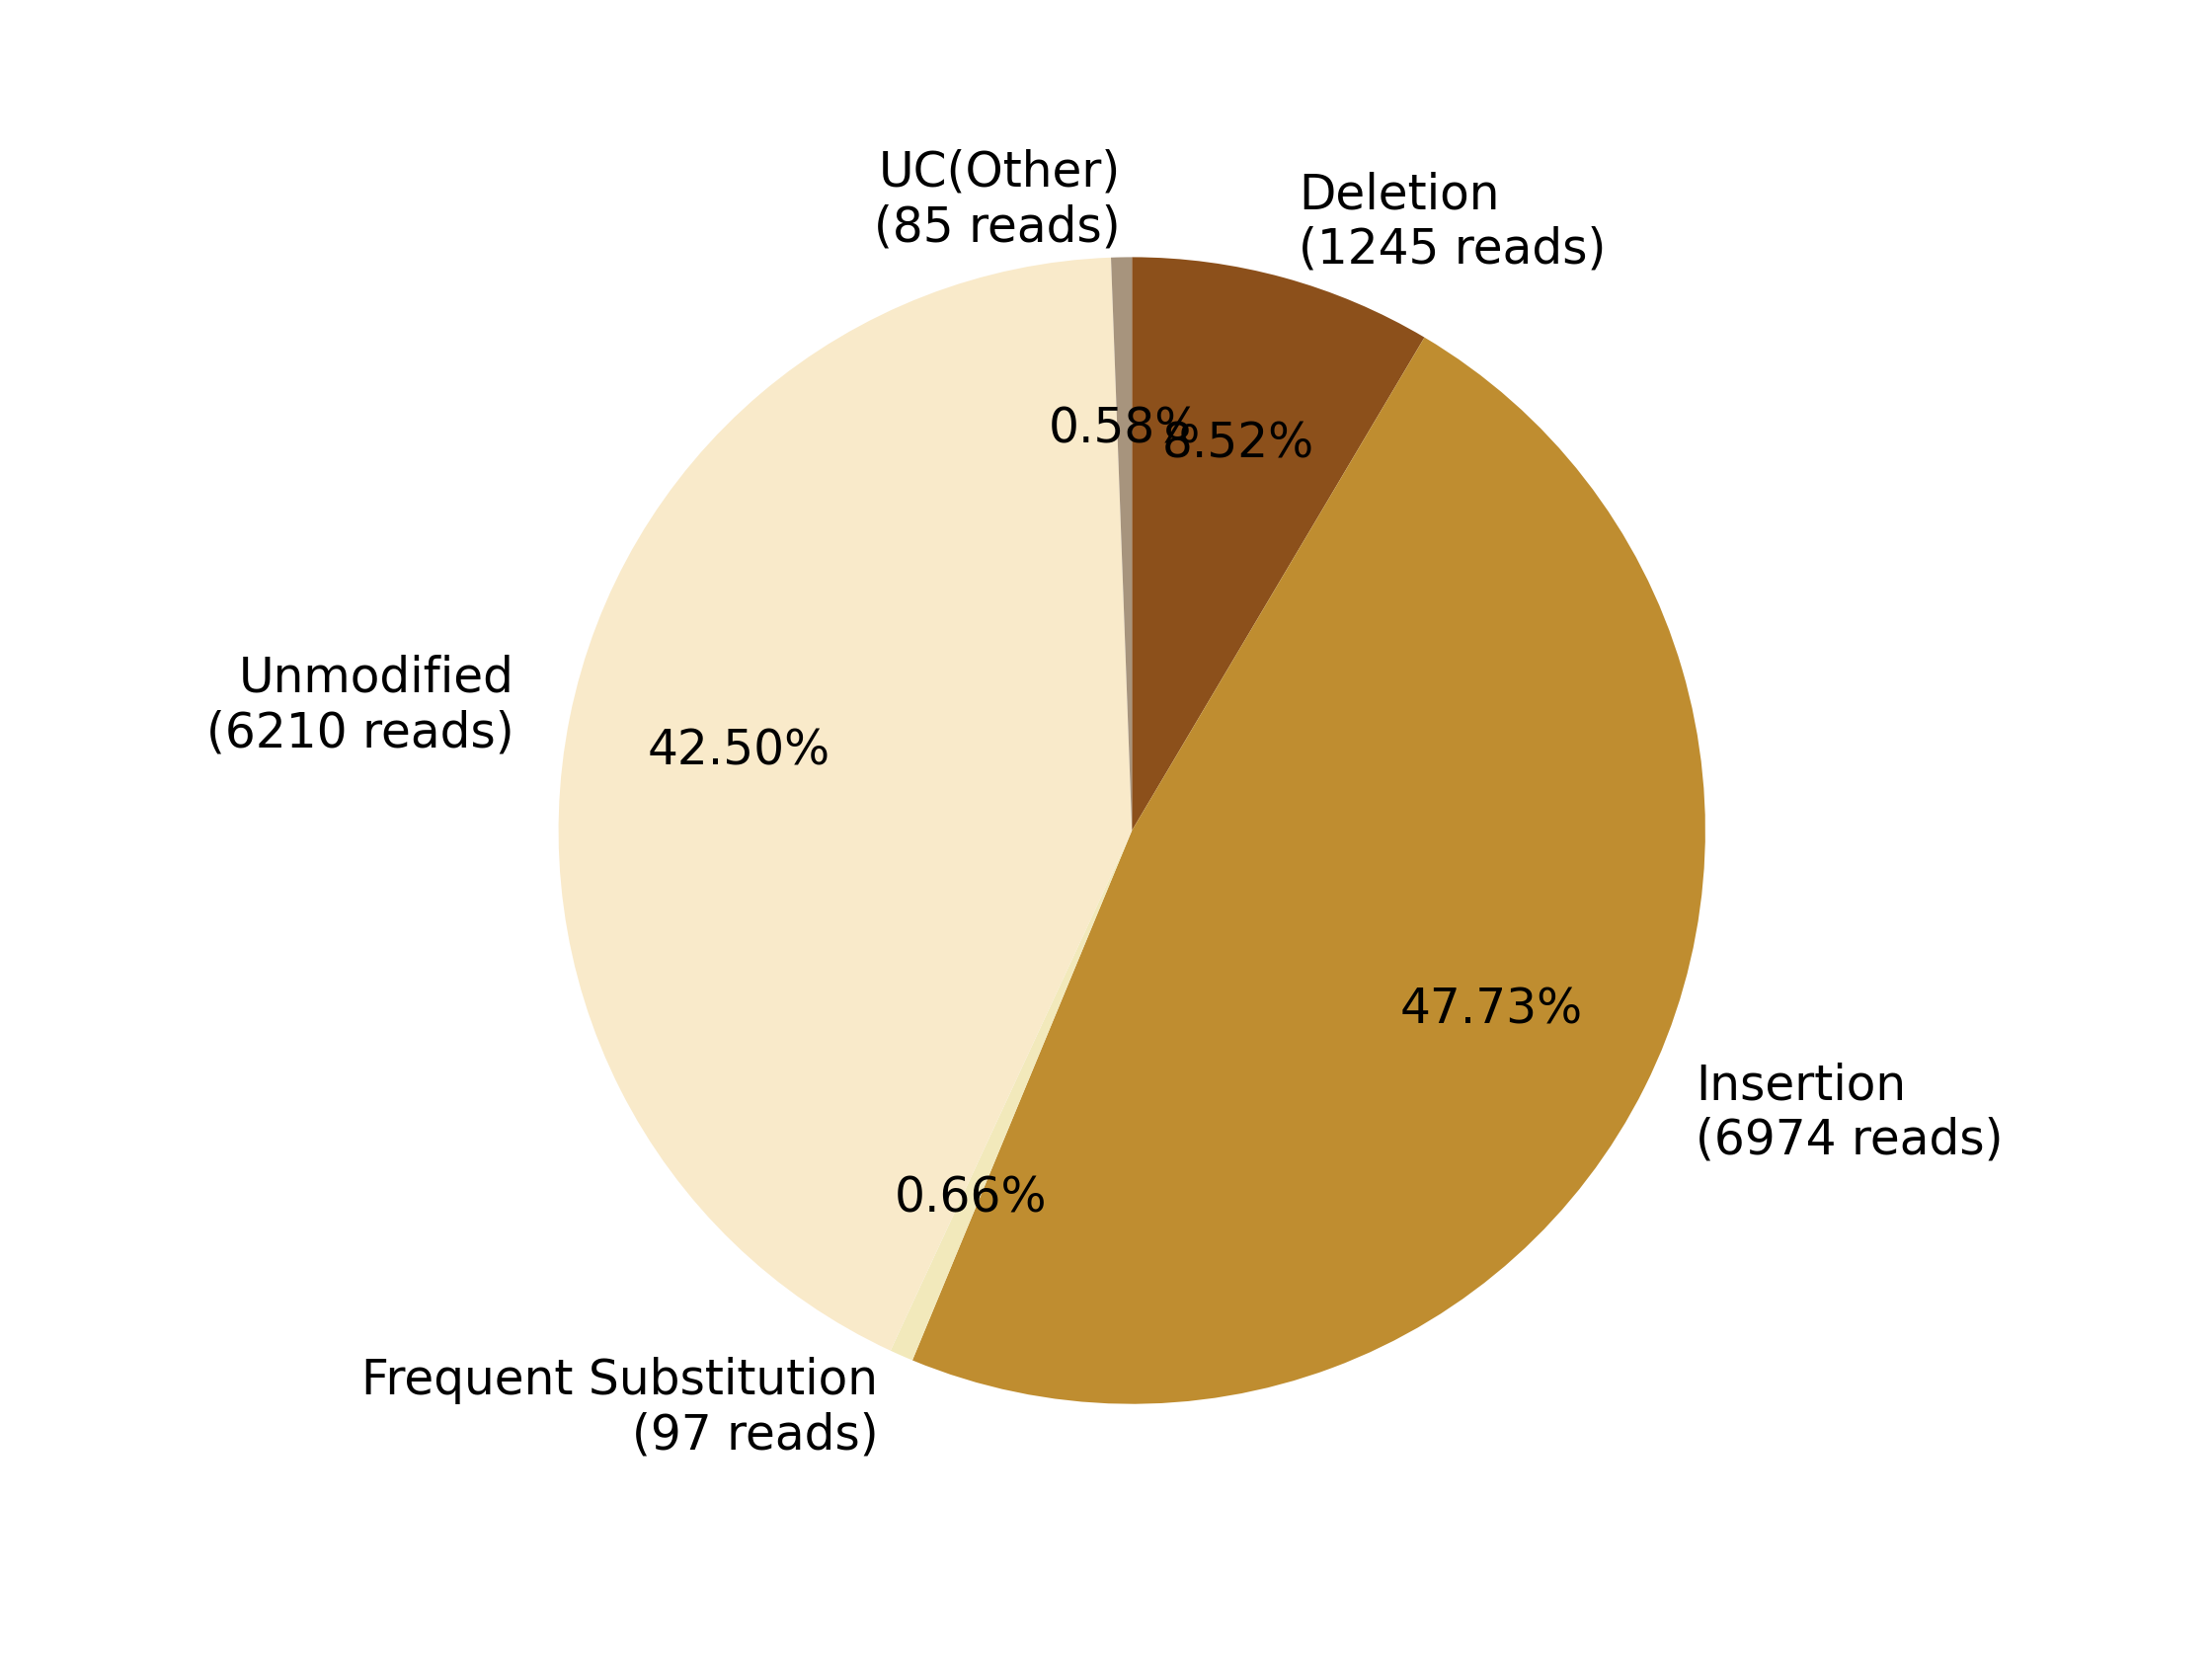 UC(Other)
(85 reads)
Deletion
(1245 reads)
0.58%
8.52%
Unmodified
(6210 reads)
42.50%
47.73%
Insertion
(6974 reads)
0.66%
Frequent Substitution
(97 reads)